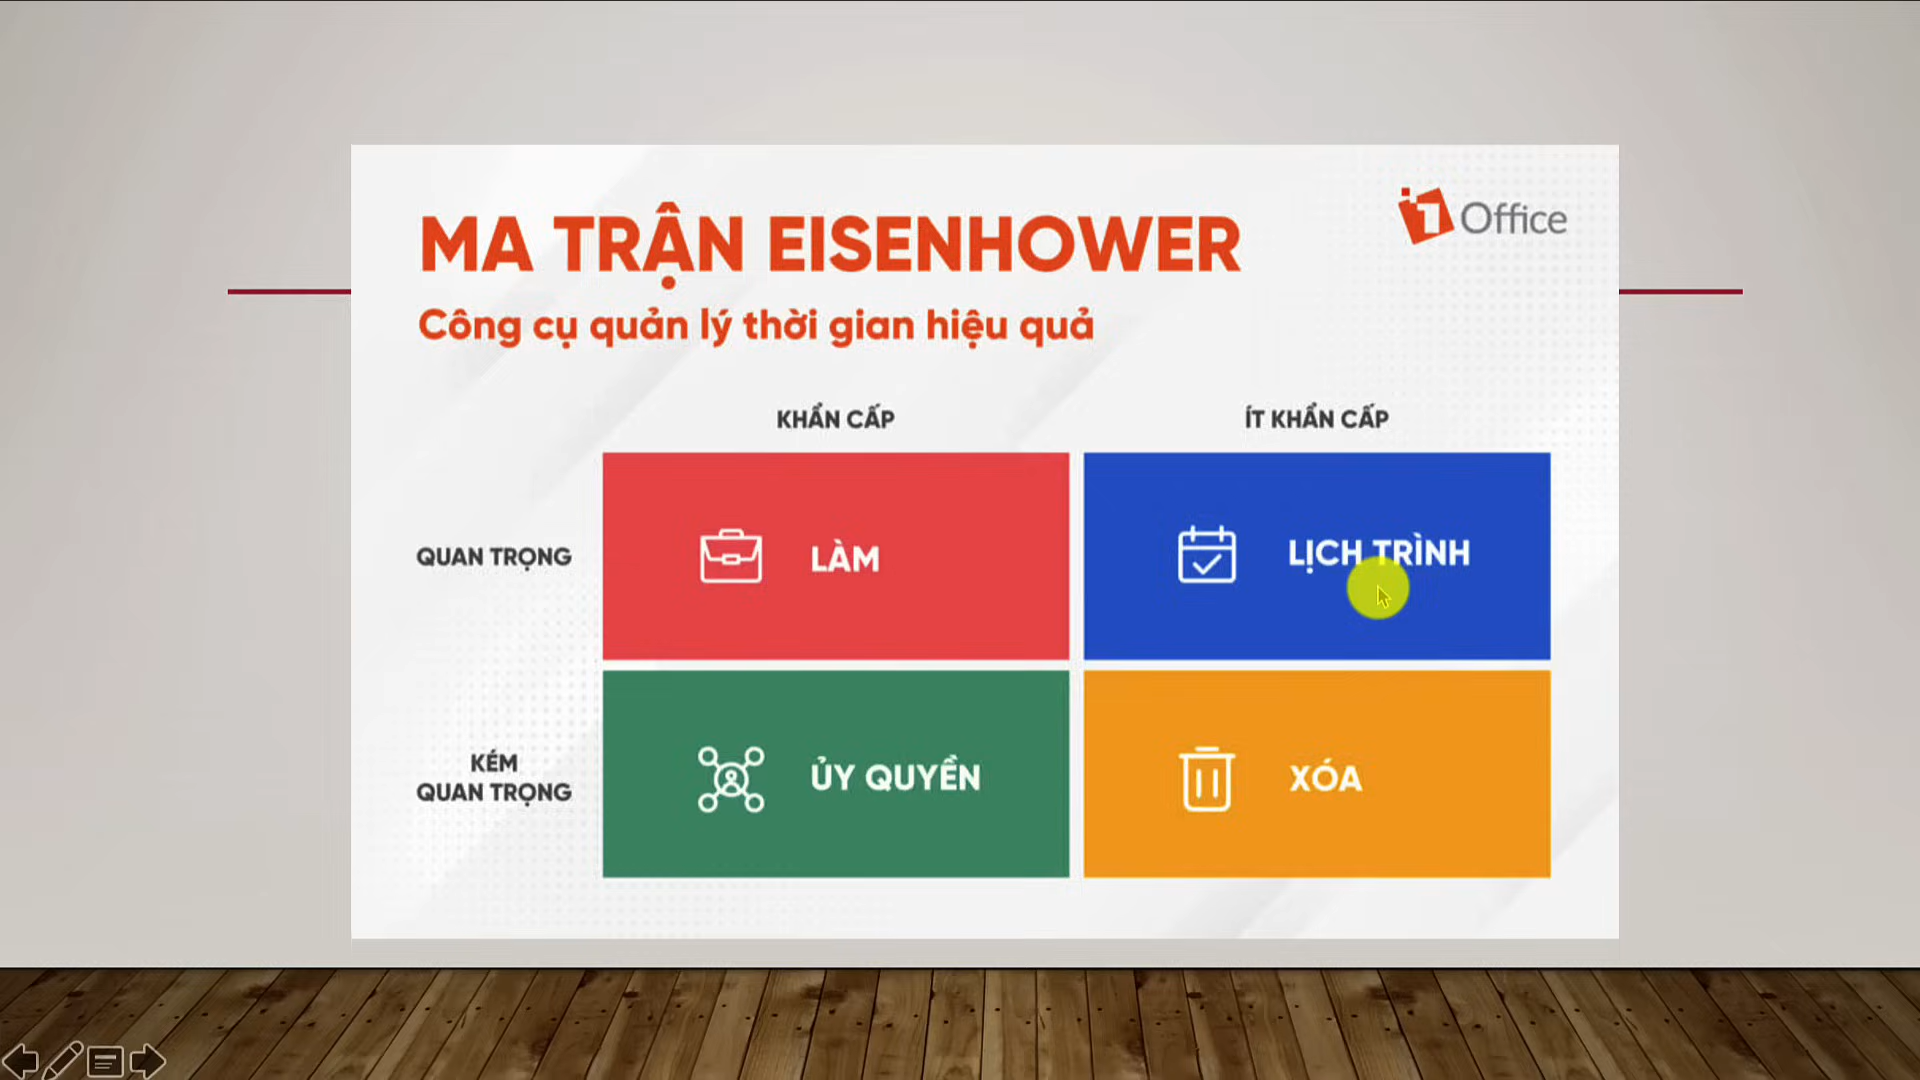 MA TRẬN EISENHOWER
1Office
Công cụ quản lý thời gian hiệu quả
KHẨN CẤP
ÍT KHẨN CẤP
QUAN TRỌNG
LÀM
LỊCH TRÌNH
KÉM
QUAN TRỌNG
ỦY QUYỀN
XÓA